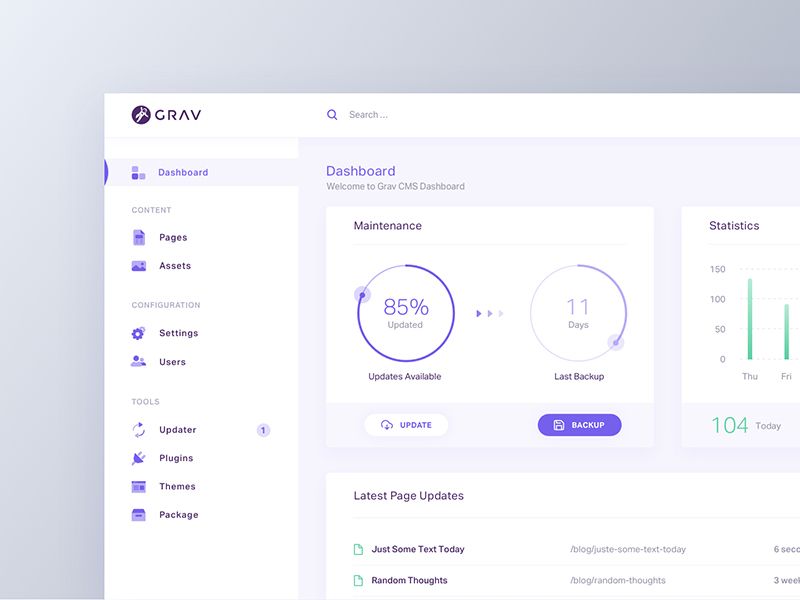 GRAV
Search ...
Dashboard
CONTENT
Pages
Assets
CONFIGURATION
Settings
Users
TOOLS
Updater 1
Plugins
Themes
Package
Dashboard
Welcome to Grav CMS Dashboard
Maintenance
85%
Updated
Updates Available
11
Days
Last Backup
UPDATE
BACKUP
Statistics
150
100
50
0
Thu Fri
104 Today
Latest Page Updates
Just Some Text Today /blog/juste-some-text-today 6
Random Thoughts /blog/random-thoughts 3